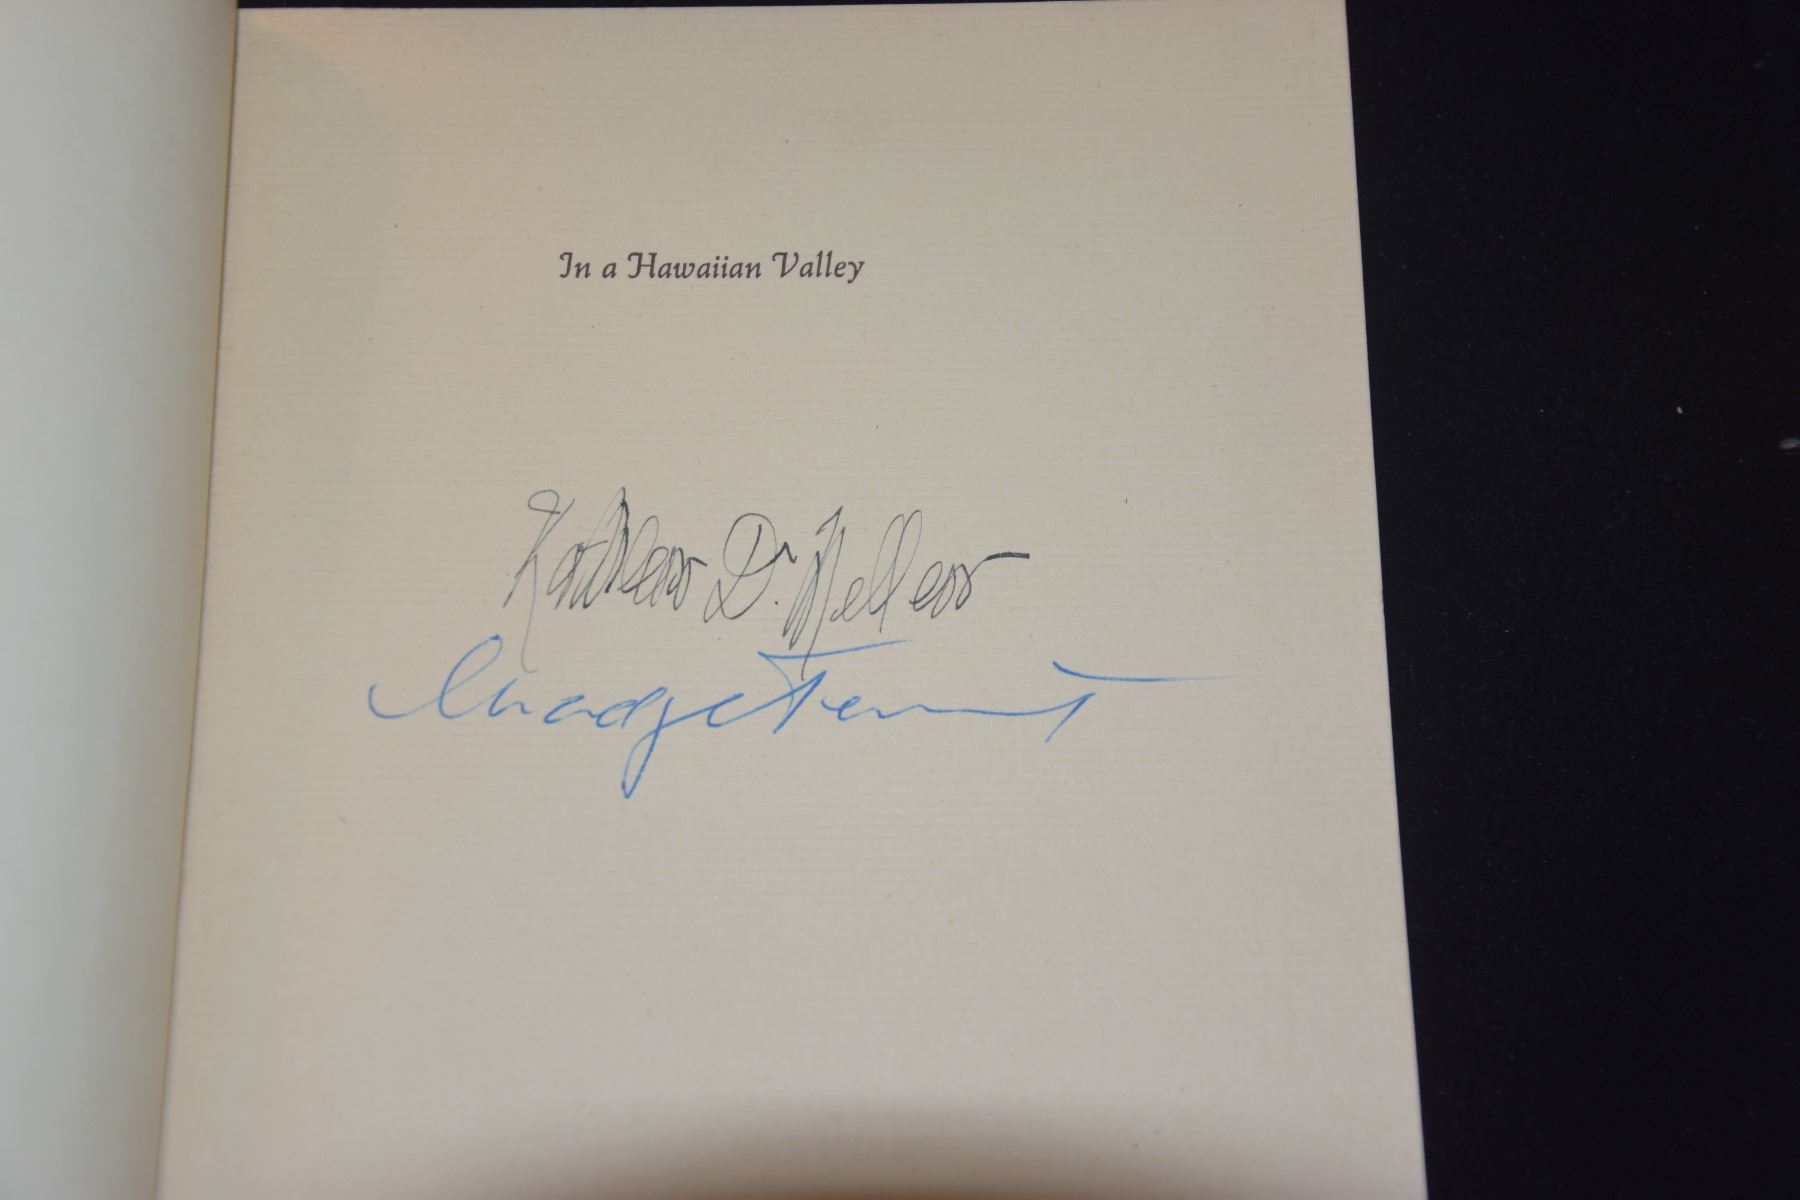 In a Hawaiian Valley
Kathleen D. Mellen
Madge Tennent